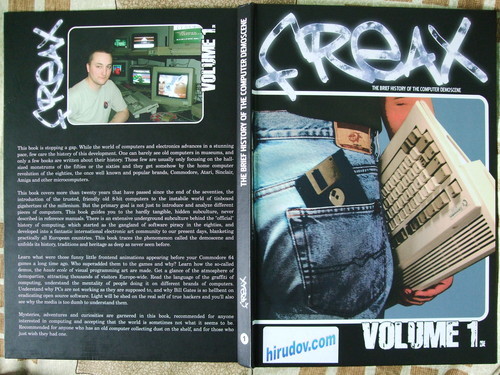 FREAX
VOLUME 1.
This book is stopping a gap. While the world of computers and electronics advances in a stunning
pace, few care the history of this development. One can barely see old computers in museums, and
only a few books are written about their history. Those few are usually only focusing on the ball-
sized monstrums of the fifties or the sixties and they get somehow by the home computer
revolution of the eighties, the once well known and popular brands, Commodore, Atari, Sinclair,
Amiga and other microcomputers.
This book covers more than twenty years that have passed since the end of the seventies, the
introduction of the trusted, friendly old 8-bit computers to the instable world of tinkered
gigahertzes of the millenium. But the primary goal is not just to introduce and analyze different
pieces of computers. This book guides you to the hardly tangible, hidden subculture, never
described in reference manuals. There is an extensive underground subculture behind the "official"
history of computing, which started as the gangland of software piracy in the eighties, and
developed into a fantastic international electronic art community to our present days, blanketing
practically all European countries. This book traces the phenomenon called the demoscene and
unfolds its history, traditions and heritage as deep as never seen before.
Learn what were those funny little frontend animations appearing before your Commodore 64
games a long time ago. Who superadded them to the games and why? Learn how the so-called
demos, the haute ecole of visual programming art are made. Get a glance of the atmosphere of
demoparties, attracting thousands of visitors Europe-wide. Read the language of the graffiti of
computing, understand the mentality of people doing it on different brands of computers.
Understand why PCs are not working as they are supposed to, and why Bill Gates is so hellbent on
eradicating open source software. Light will be shed on the real self of true hackers and you'll also
see why the media is too dumb to understand them.
Mysteries, adventures and curiosities are garnered in this book, recommended for anyone
interested in computing and accepting that the world is sometimes not what it seems to be.
Recommended for anyone who has an old computer collecting dust on the shelf, and for those who
just wish they had.
THE BRIEF HISTORY OF THE COMPUTER DEMOSCENE
FREAX
1
FREAX
THE BRIEF HISTORY OF THE COMPUTER DEMOSCENE
VOLUME 1.
hirudov.com